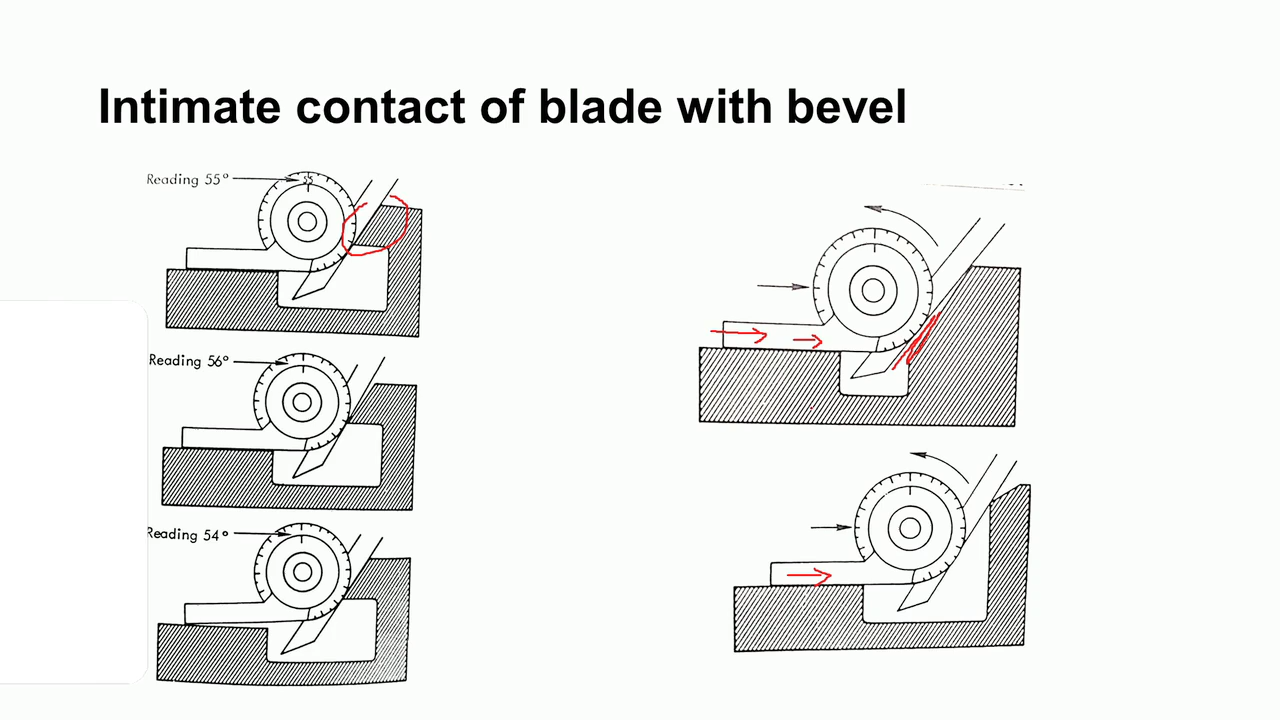 Intimate contact of blade with bevel
Reading 55°
55
Reading 56°
Reading 54°